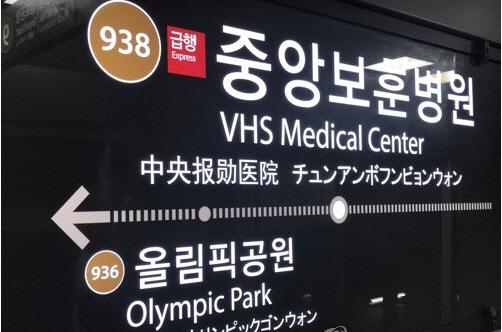 938 급행 Express 중앙보훈병원
VHS Medical Center
中央报勋医院 チュンアンボフンビョンウォン
936 올림픽공원
Olympic Park